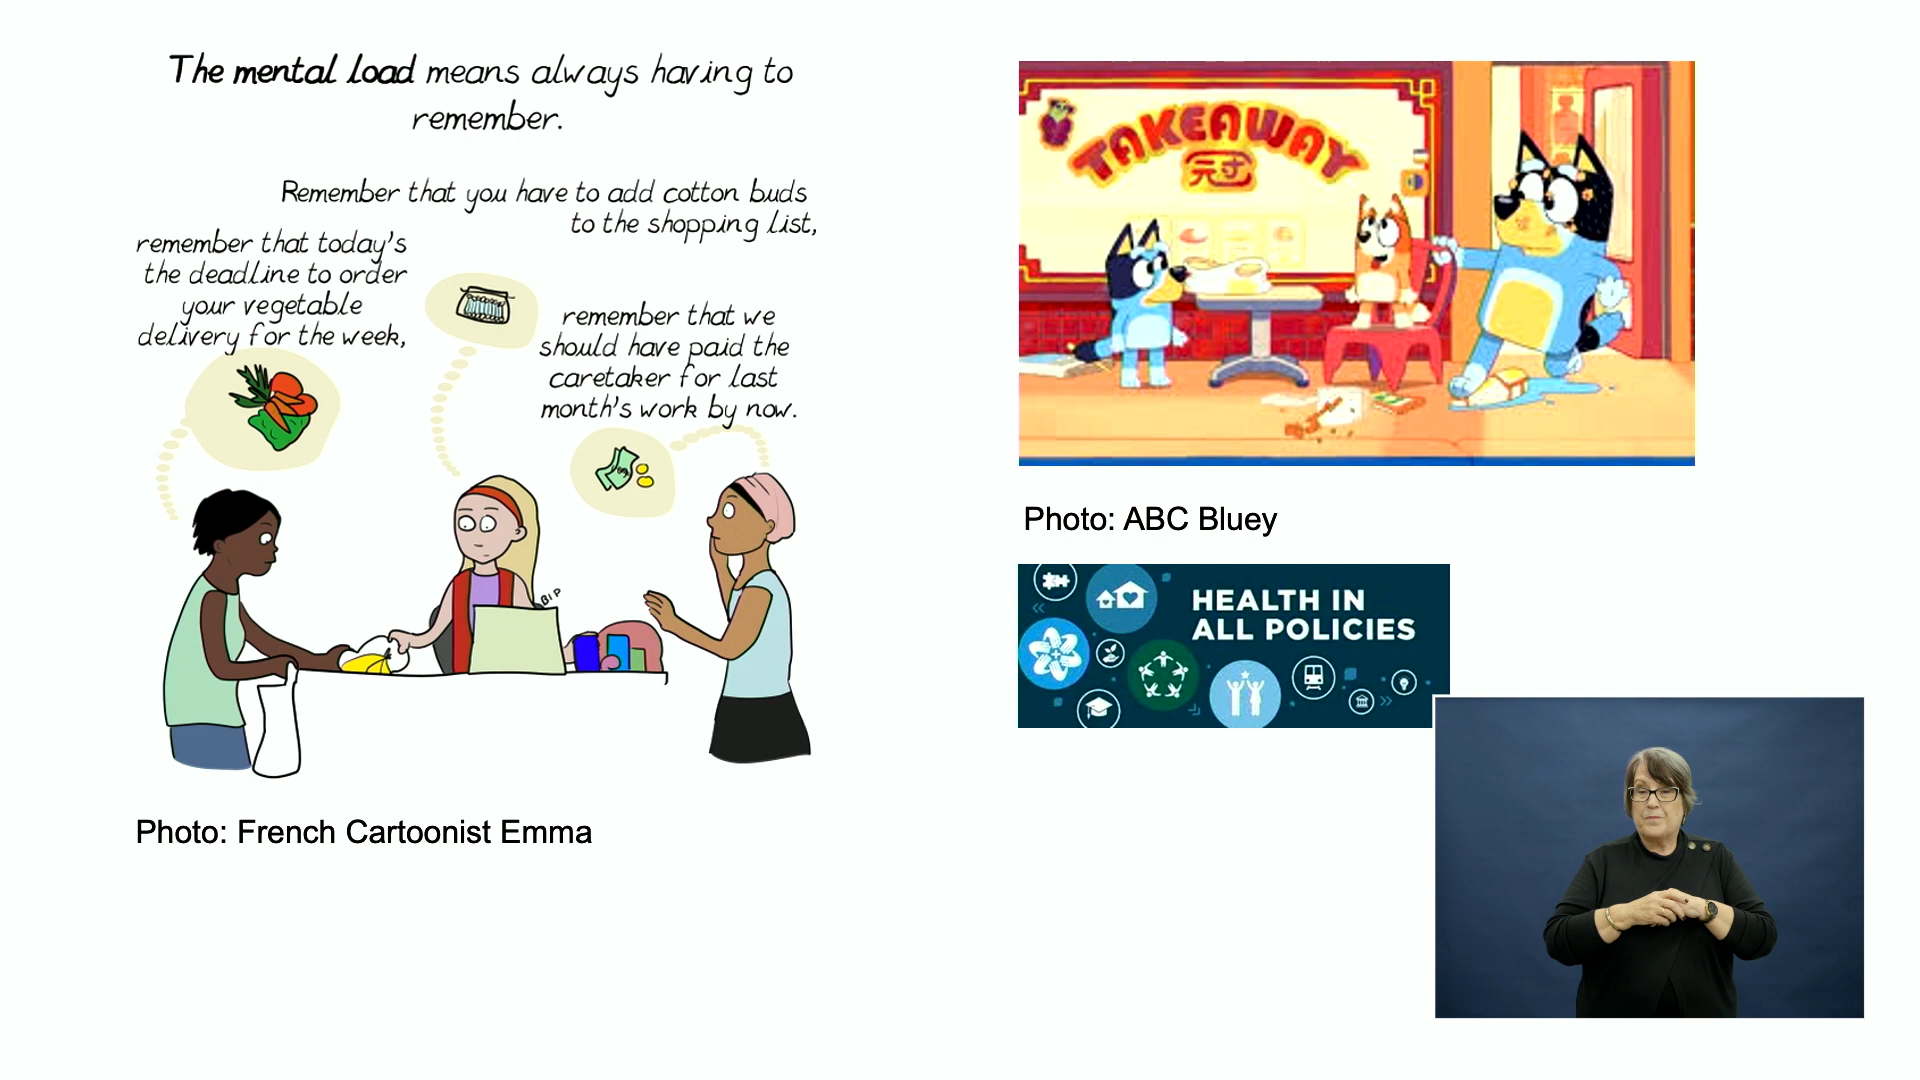 The mental load means always having to
remember.
Remember that you have to add cotton buds
to the shopping list,
remember that today's
the deadline to order
your vegetable
delivery for the week,
remember that we
should have paid the
caretaker for last
month's work by now.
BIP
Photo: French Cartoonist Emma
TAKEAWAY
冠
Photo: ABC Bluey
HEALTH IN
ALL POLICIES